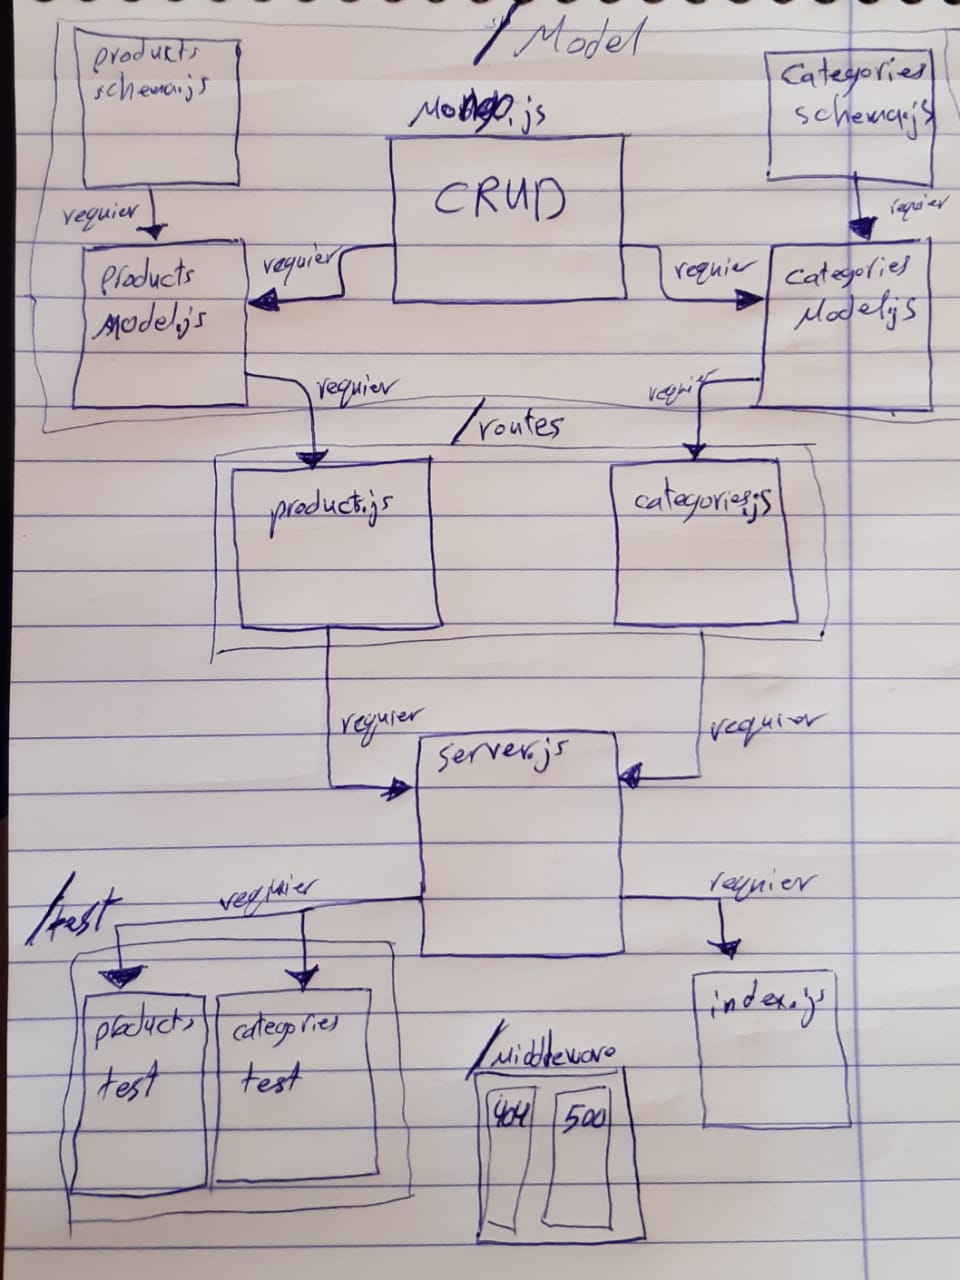 /Model
products
schema.js
Mongo.js
Categories
schema.js
CRUD
requier
requier
requier
requier
products
Model.js
categories
Model.js
requier
requier
/routes
product.js
categories.js
requier
requier
server.js
requier
requier
/test
products
test
categories
test
index.js
/Middleware
404
500